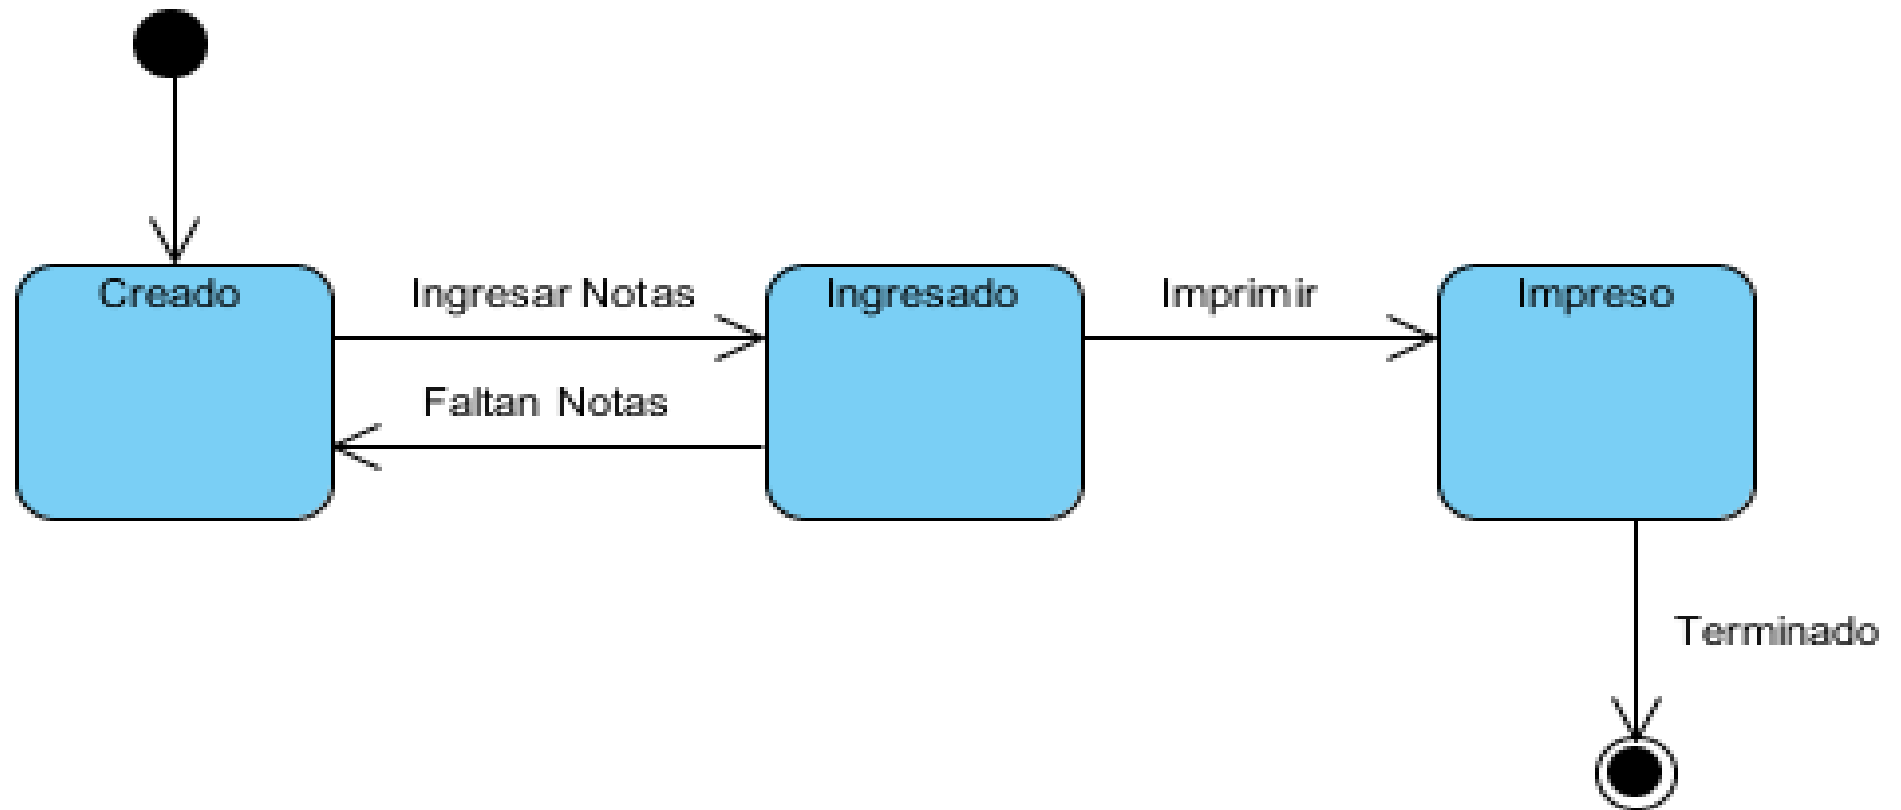 Creado
Ingresar Notas
Ingresado
Imprimir
Impreso
Faltan Notas
Terminado